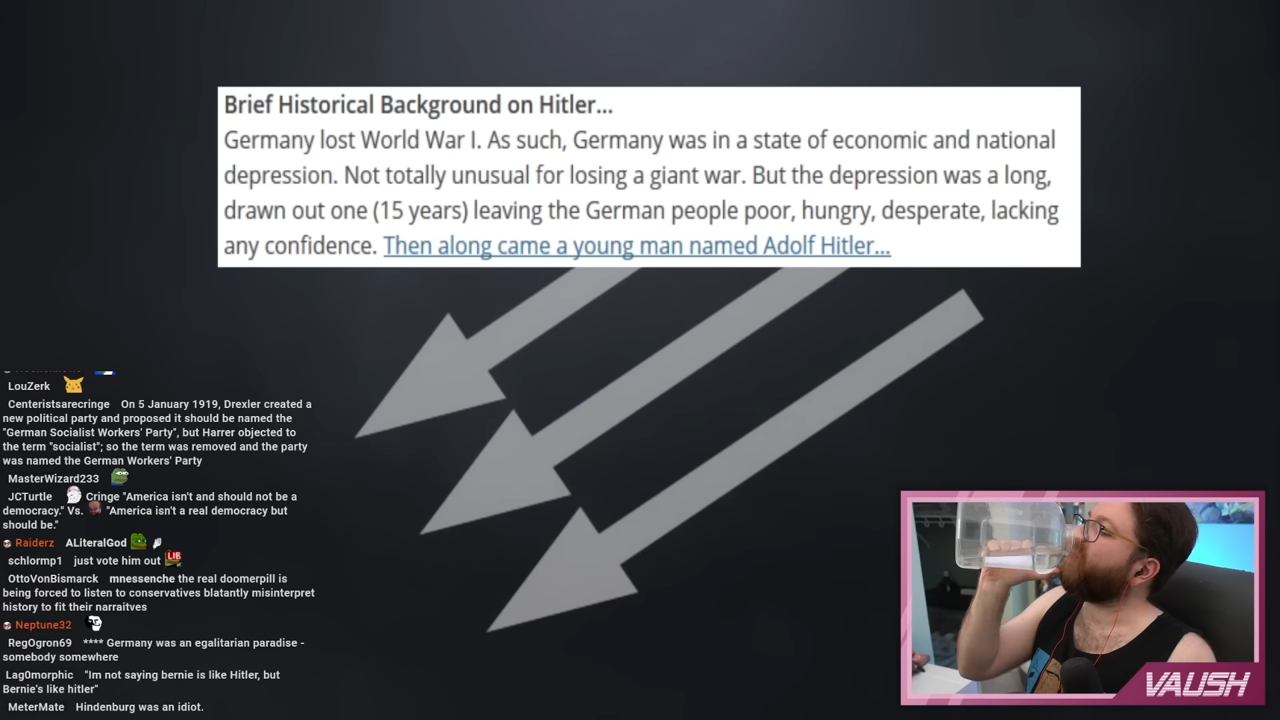 Brief Historical Background on Hitler...
Germany lost World War I. As such, Germany was in a state of economic and national
depression. Not totally unusual for losing a giant war. But the depression was a long,
drawn out one (15 years) leaving the German people poor, hungry, desperate, lacking
any confidence. Then along came a young man named Adolf Hitler...
LouZerk
Centeristsarecringe On 5 January 1919, Drexler created a
new political party and proposed it should be named the
"German Socialist Workers' Party", but Harrer objected to
the term "socialist"; so the term was removed and the party
was named the German Workers' Party
MasterWizard233
JCTurtle Cringe "America isn't and should not be a
democracy." Vs. "America isn't a real democracy but
should be."
Raiderz ALiteralGod
schlormp1 just vote him out LIB
OttoVonBismarck mnessenche the real doomerpill is
being forced to listen to conservatives blatantly misinterpret
history to fit their narraitves
Neptune32
RegOgron69 **** Germany was an egalitarian paradise -
somebody somewhere
Lag0morphic "Im not saying bernie is like Hitler, but
Bernie's like hitler"
MeterMate Hindenburg was an idiot.
VAUSH